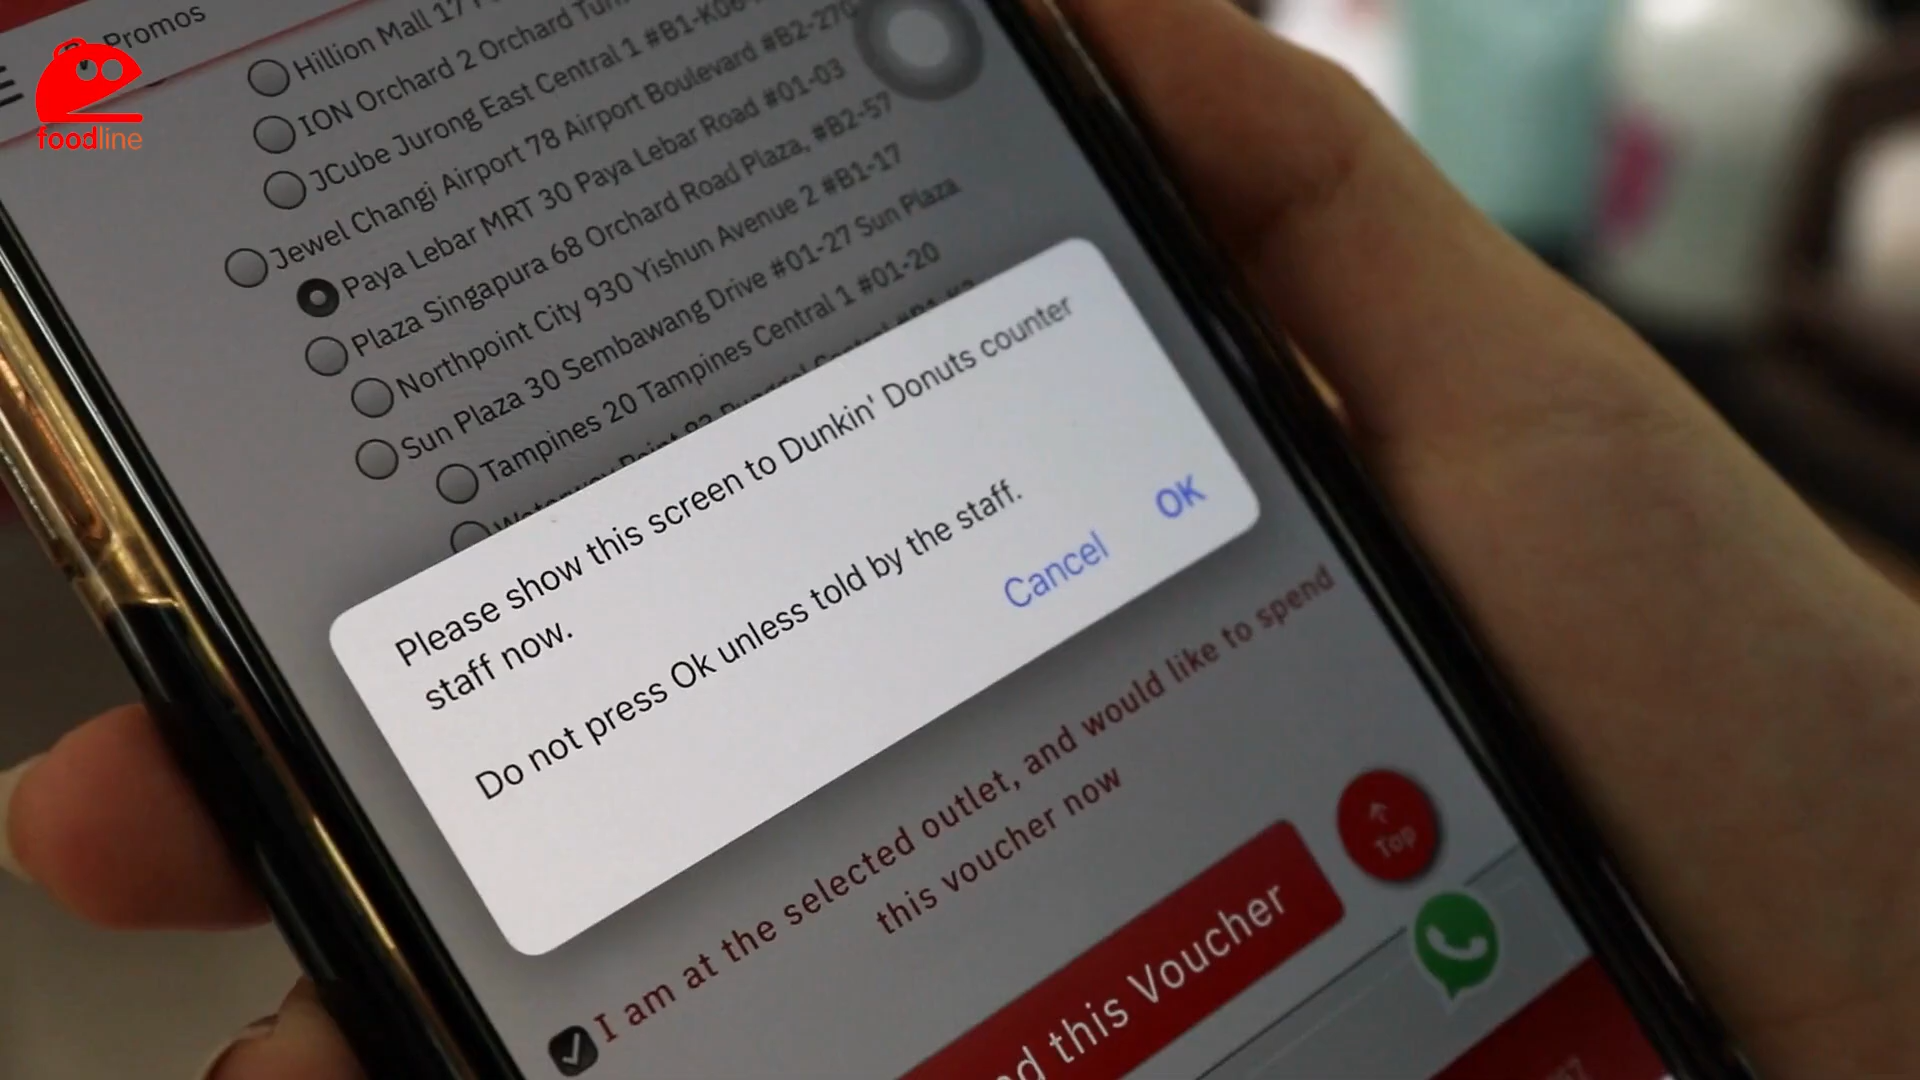 Promos
foodline
Hillion Mall 17
ION Orchard 2 Orchard
JCube Jurong East Central 1 #B1-K06
Jewel Changi Airport 78 Airport Boulevard #B2-270
Paya Lebar MRT 30 Paya Lebar Road #01-03
Plaza Singapura 68 Orchard Road Plaza, #B2-57
Northpoint City 930 Yishun Avenue 2 #B1-17
Sun Plaza 30 Sembawang Drive #01-27 Sun Plaza
Tampines 20 Tampines Central 1 #01-20
Please show this screen to Dunkin' Donuts counter
staff now.
Do not press Ok unless told by the staff.
Cancel OK
I am at the selected outlet, and would like to spend
this voucher now
Top
this Voucher